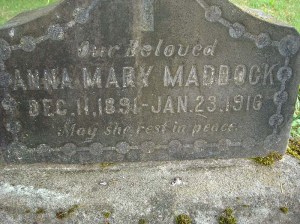 Our Beloved
ANNA MARY MADDOCK
DEC. 11, 1891 - JAN. 23, 1916
May she rest in peace.